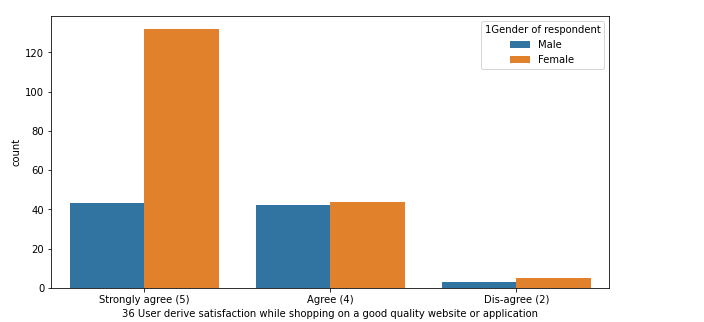 1Gender of respondent
Male
Female
count
120
100
80
60
40
20
0
Strongly agree (5)
Agree (4)
Dis-agree (2)
36 User derive satisfaction while shopping on a good quality website or application